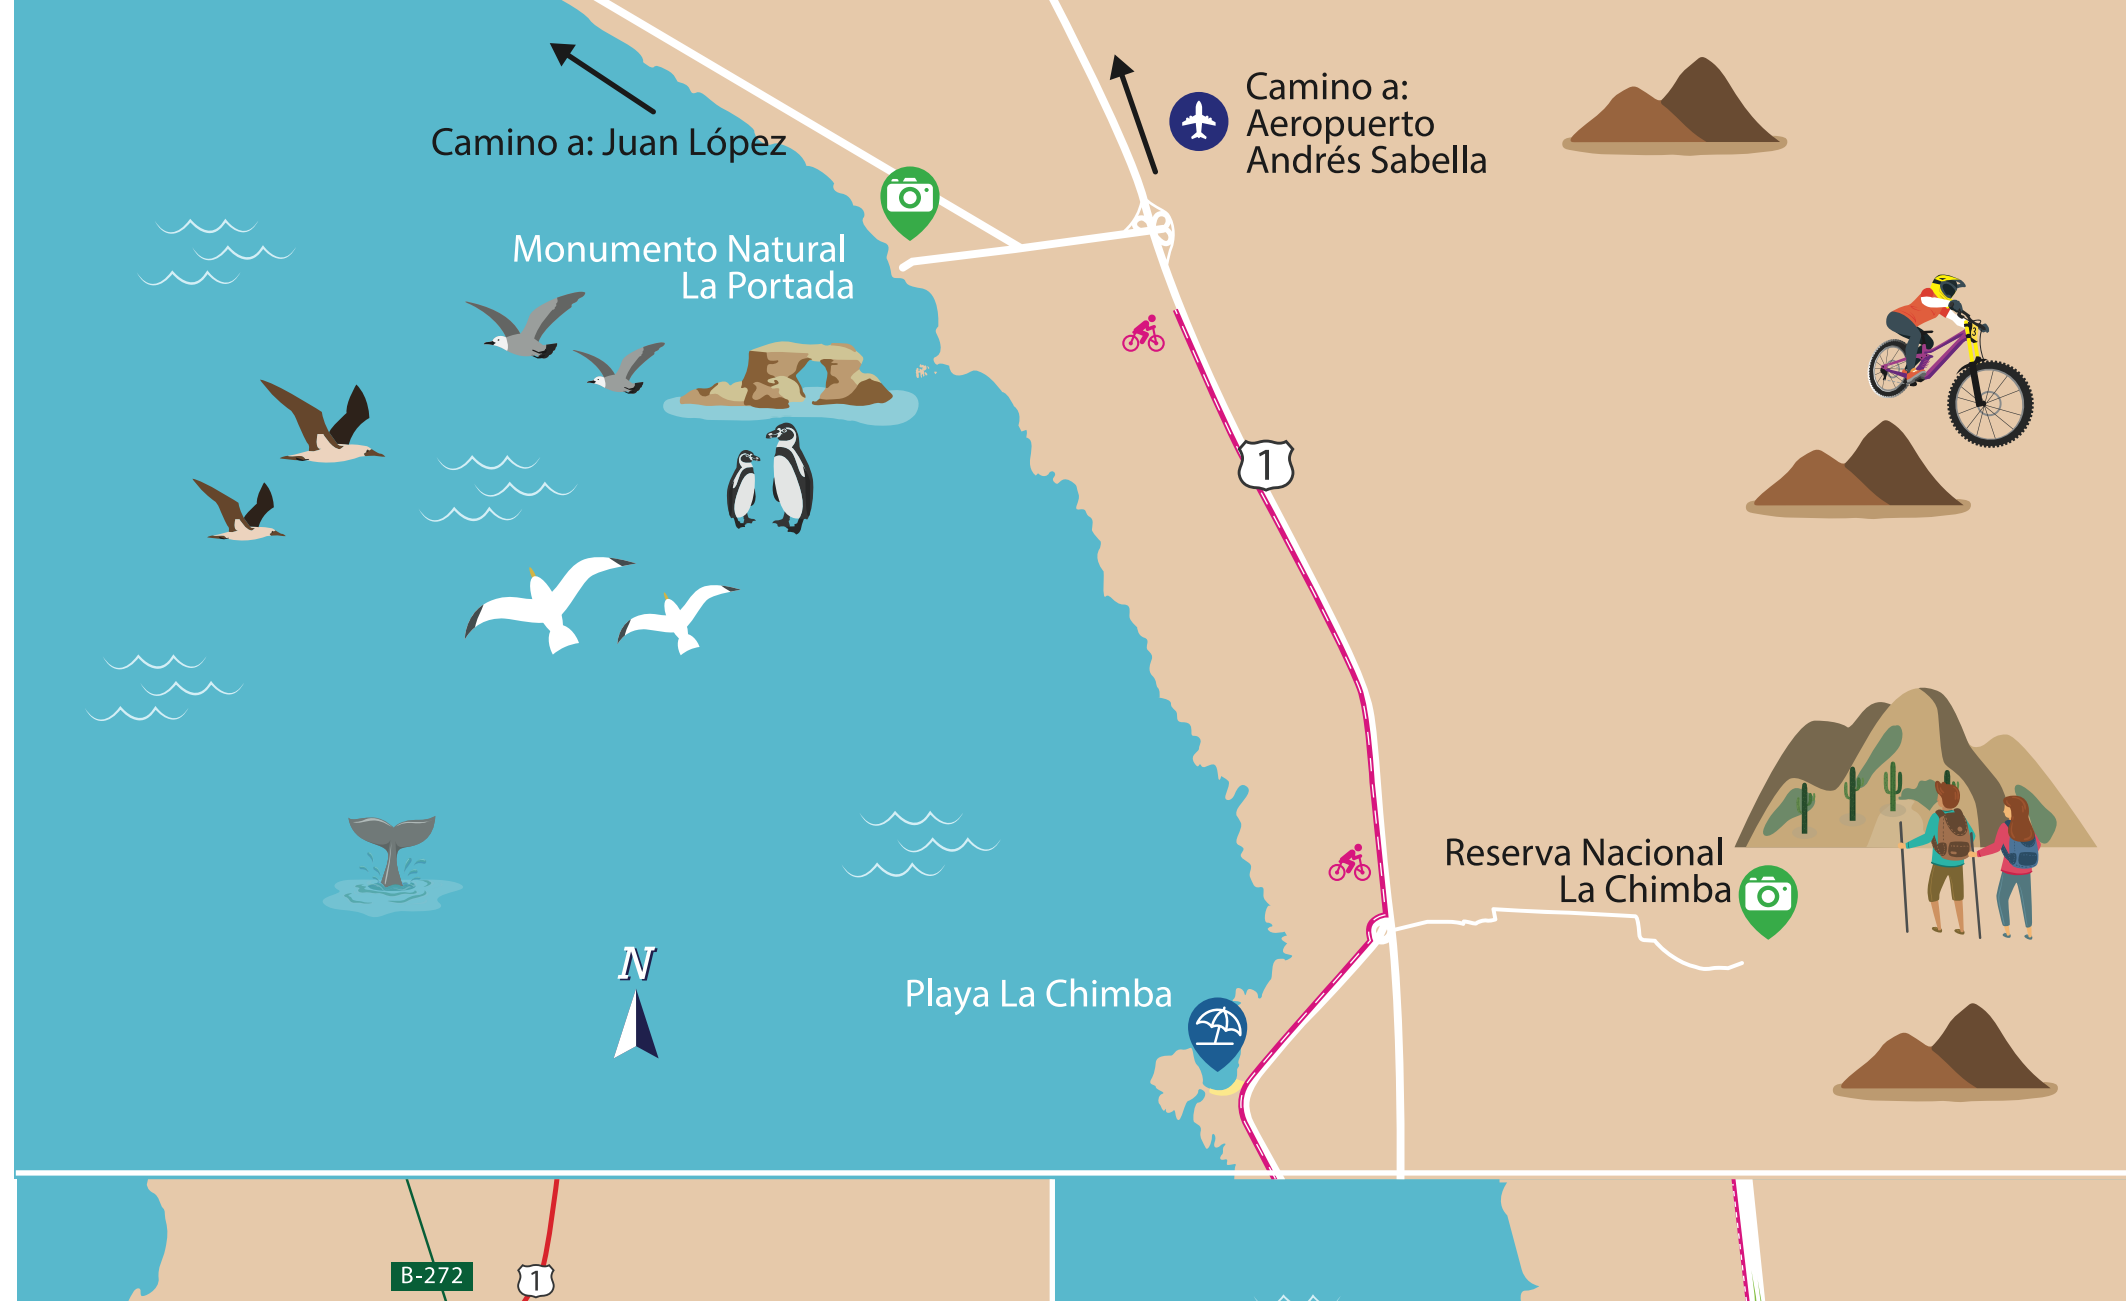 Camino a: Juan López
Camino a:
Aeropuerto
Andrés Sabella
Monumento Natural
La Portada
1
Reserva Nacional
La Chimba
N
Playa La Chimba
B-272
1